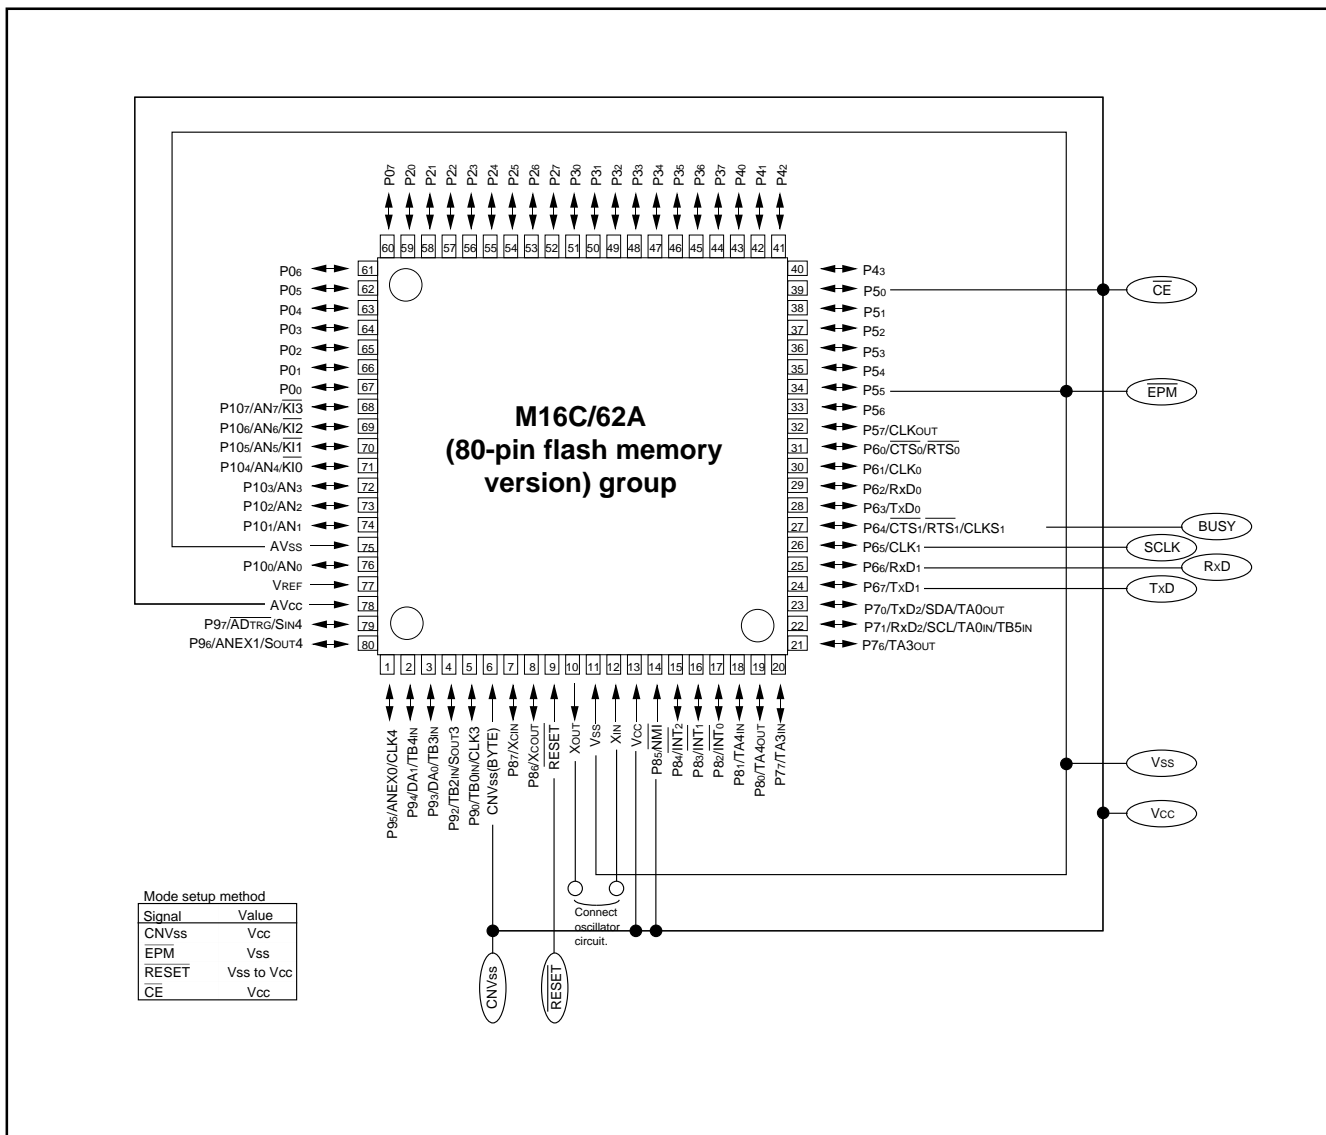 P07 P20 P21 P22 P23 P24 P25 P26 P27 P30 P31 P32 P33 P34 P35 P36 P37 P40 P41 P42
60 59 58 57 56 55 54 53 52 51 50 49 48 47 46 45 44 43 42 41
P06 61
P05 62
P04 63
P03 64
P02 65
P01 66
P00 67
P107/AN7/KI3 68
P106/AN6/KI2 69
P105/AN5/KI1 70
P104/AN4/KI0 71
P103/AN3 72
P102/AN2 73
P101/AN1 74
AVss 75
P100/AN0 76
VREF 77
AVcc 78
P97/ADTRG/SIN4 79
P96/ANEX1/SOUT4 80
M16C/62A
(80-pin flash memory
version) group
40 P43
39 P50 CE
38 P51
37 P52
36 P53
35 P54
34 P55 EPM
33 P56
32 P57/CLKOUT
31 P60/CTS0/RTS0
30 P61/CLK0
29 P62/RxD0
28 P63/TxD0
27 P64/CTS1/RTS1/CLKS1 BUSY
26 P65/CLK1 SCLK
25 P66/RxD1 RxD
24 P67/TxD1 TxD
23 P70/TxD2/SDA/TA0OUT
22 P71/RxD2/SCL/TA0IN/TB5IN
21 P76/TA3OUT
1 2 3 4 5 6 7 8 9 10 11 12 13 14 15 16 17 18 19 20
P95/ANEX0/CLK4
P94/DA1/TB4IN
P93/DA0/TB3IN
P92/TB2IN/SOUT3
P90/TB0IN/CLK3
CNVss(BYTE)
P87/XCIN
P86/XCOUT
RESET
XOUT
Vss
XIN
Vcc
P85/NMI
P84/INT2
P83/INT1
P82/INT0
P81/TA4IN
P80/TA4OUT
P77/TA3IN
Vss
Vcc
Connect
oscillator
circuit.
CNVss
RESET
Mode setup method
Signal Value
CNVss Vcc
EPM Vss
RESET Vss to Vcc
CE Vcc